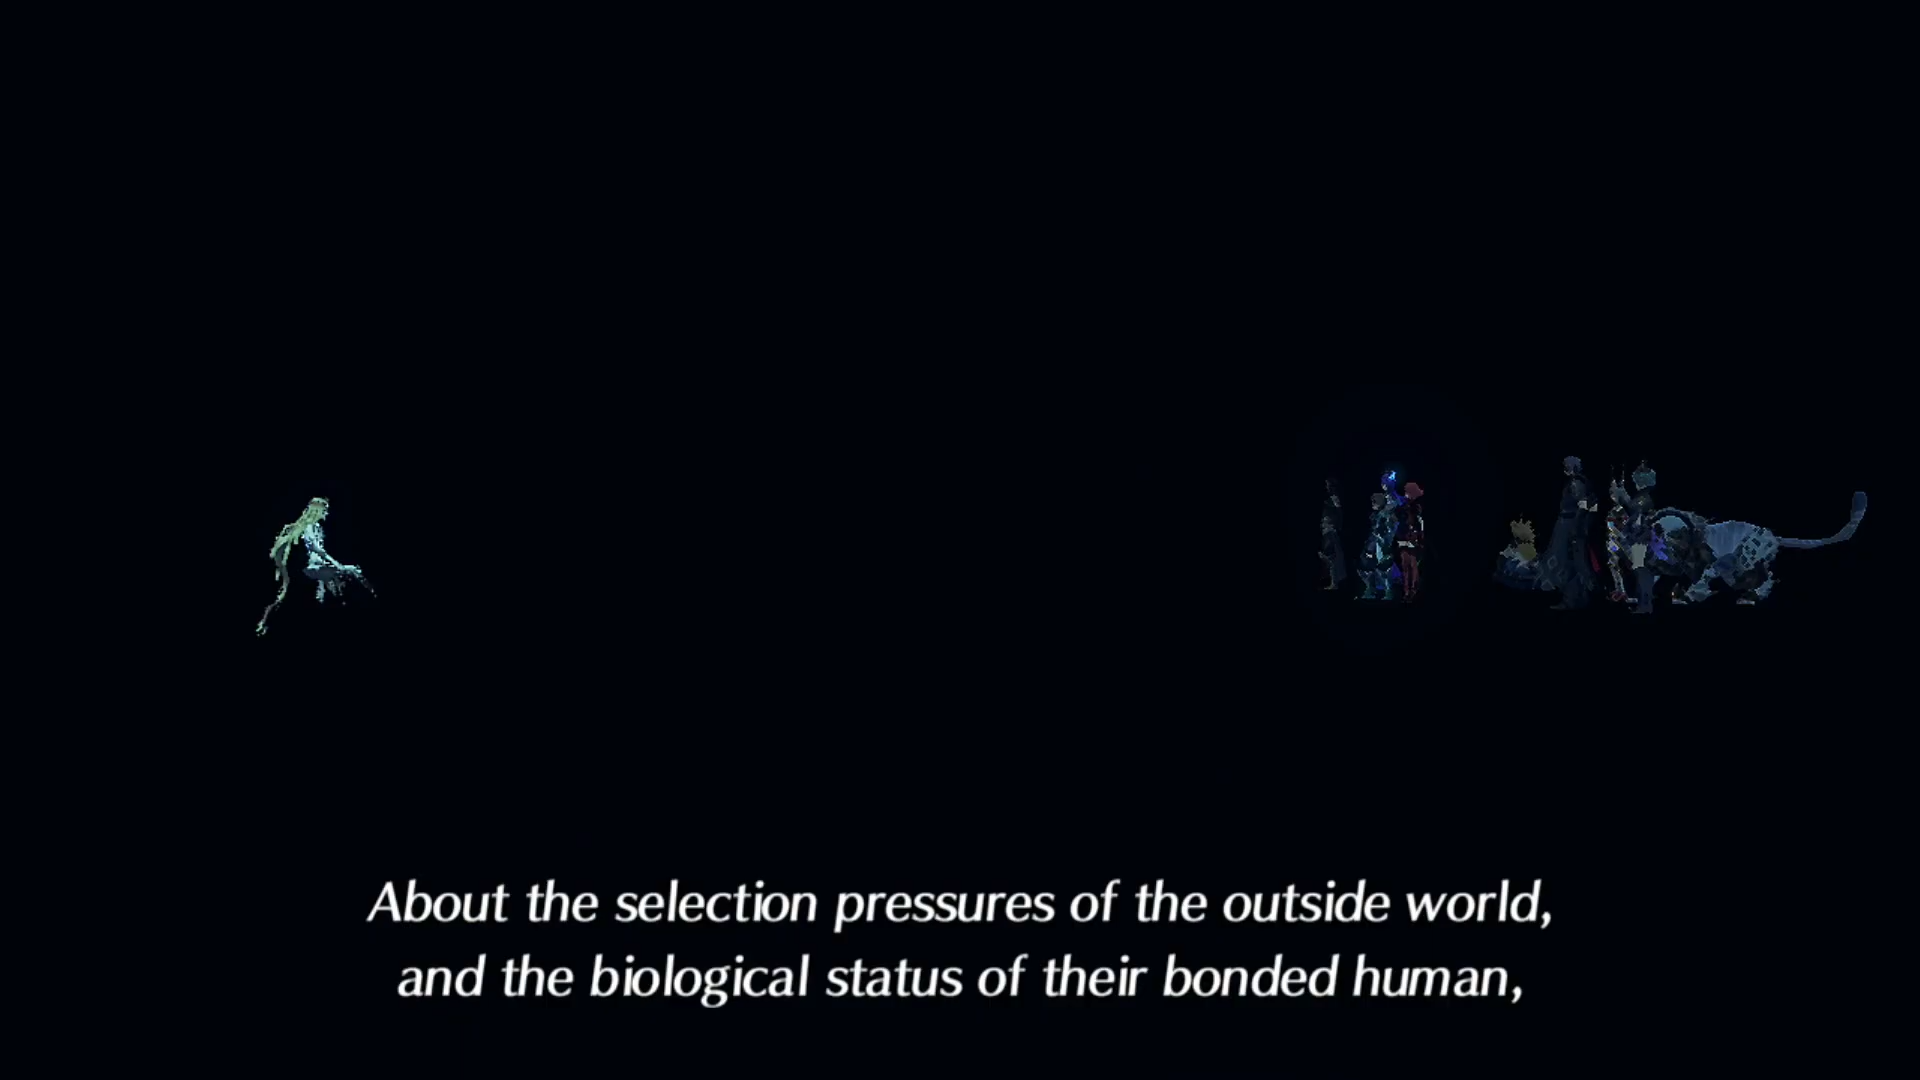 About the selection pressures of the outside world,
and the biological status of their bonded human,